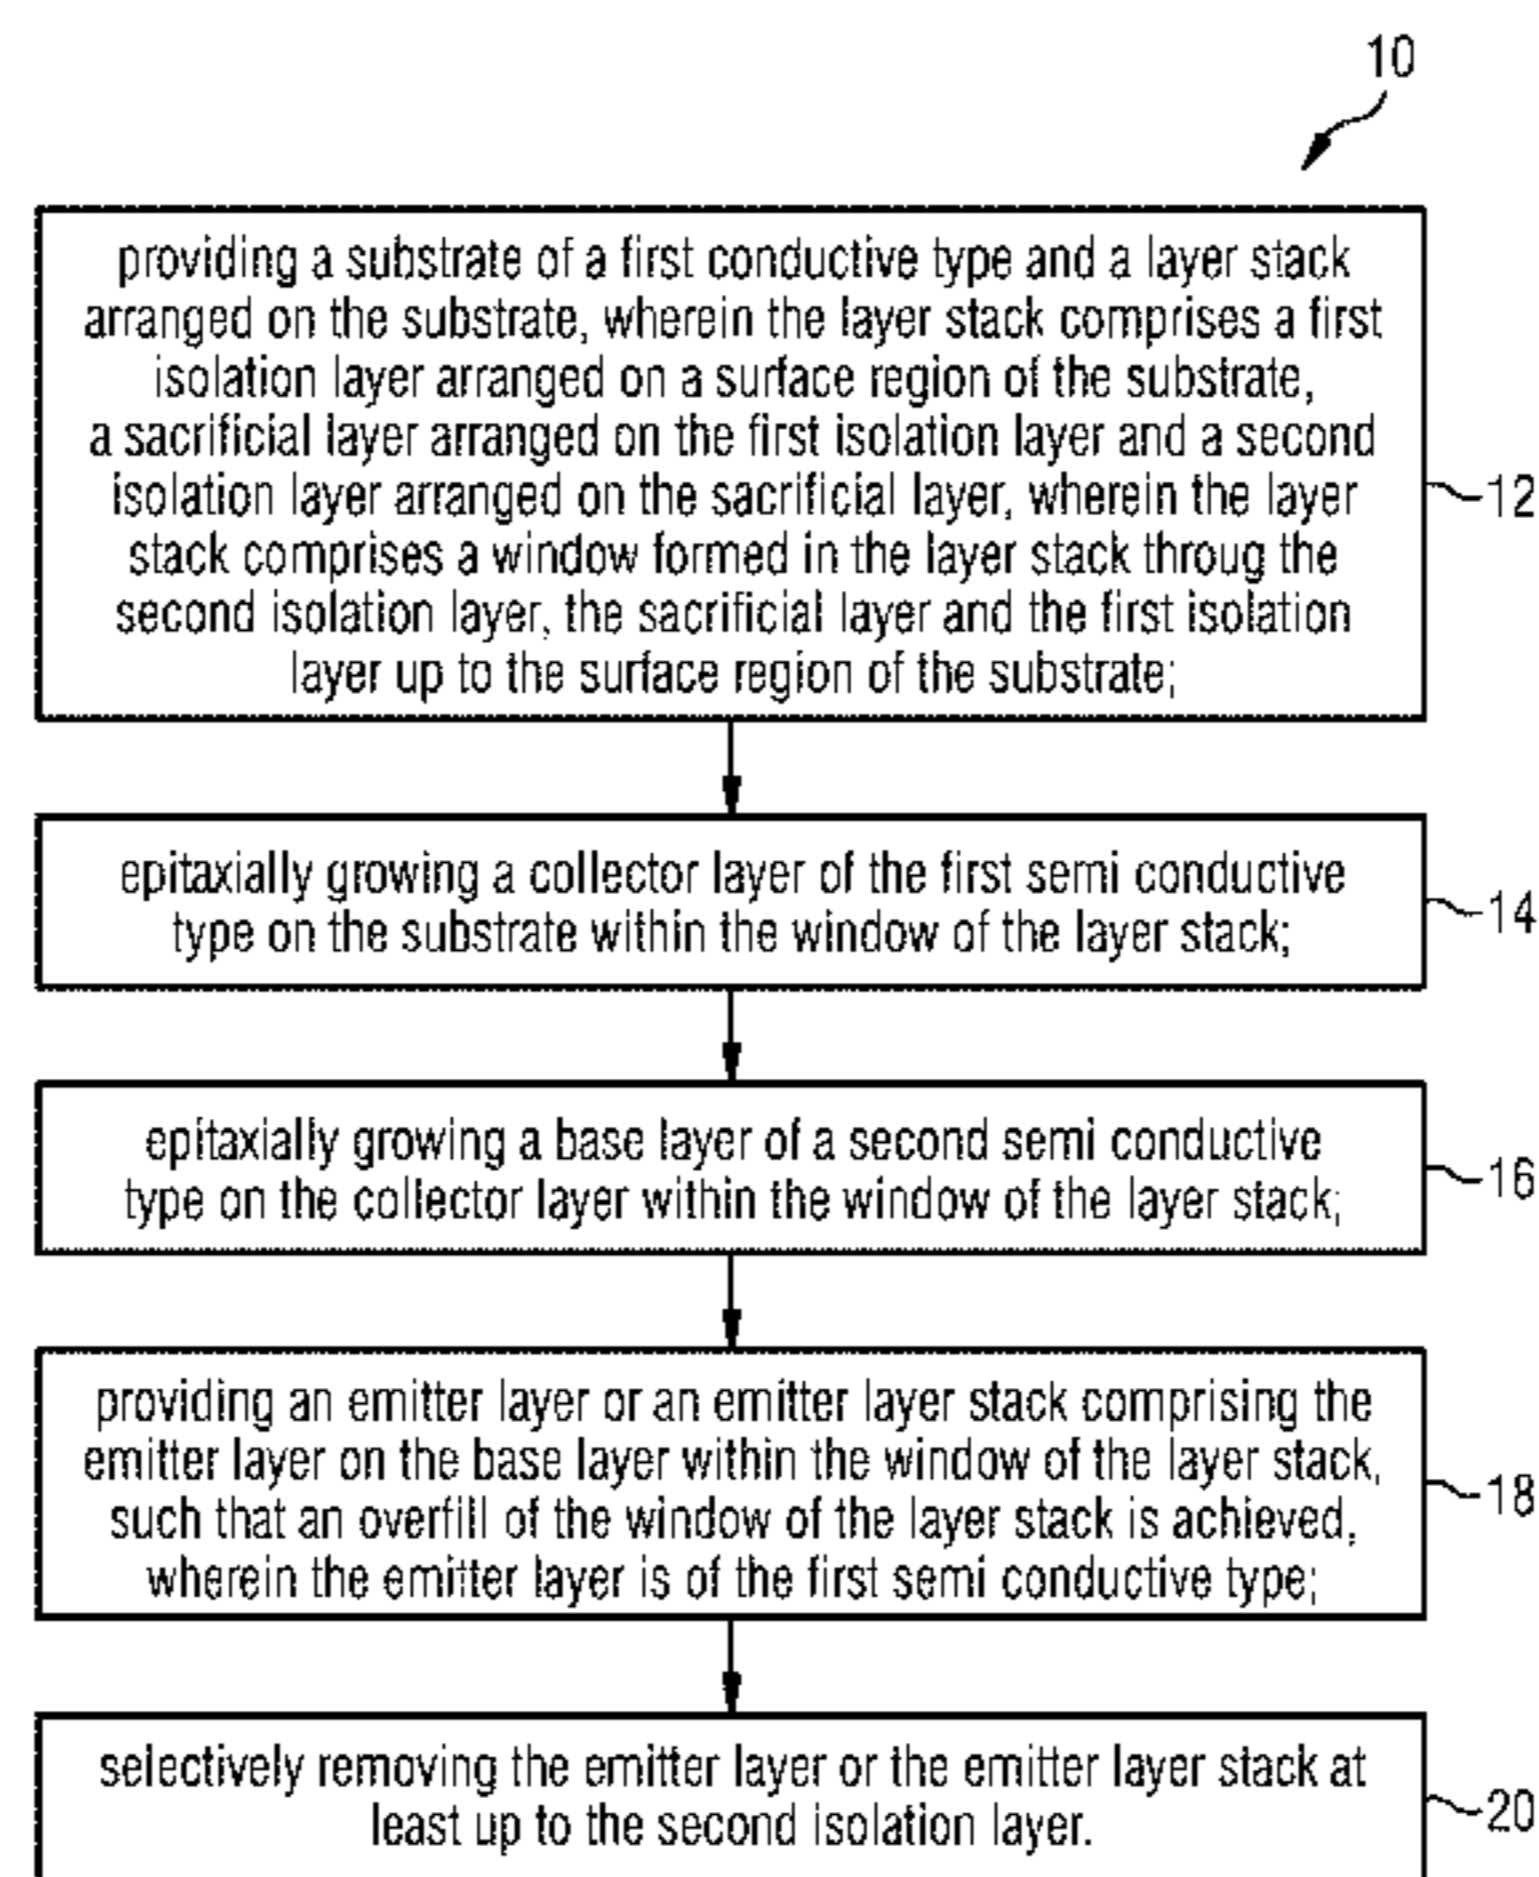 10
providing a substrate of a first conductive type and a layer stack
arranged on the substrate, wherein the layer stack comprises a first
isolation layer arranged on a surface region of the substrate,
a sacrificial layer arranged on the first isolation layer and a second
isolation layer arranged on the sacrificial layer, wherein the layer
stack comprises a window formed in the layer stack throug the
second isolation layer, the sacrificial layer and the first isolation
layer up to the surface region of the substrate;
12
epitaxially growing a collector layer of the first semi conductive
type on the substrate within the window of the layer stack;
14
epitaxially growing a base layer of a second semi conductive
type on the collector layer within the window of the layer stack;
16
providing an emitter layer or an emitter layer stack comprising the
emitter layer on the base layer within the window of the layer stack,
such that an overfill of the window of the layer stack is achieved,
wherein the emitter layer is of the first semi conductive type;
18
selectively removing the emitter layer or the emitter layer stack at
least up to the second isolation layer.
20